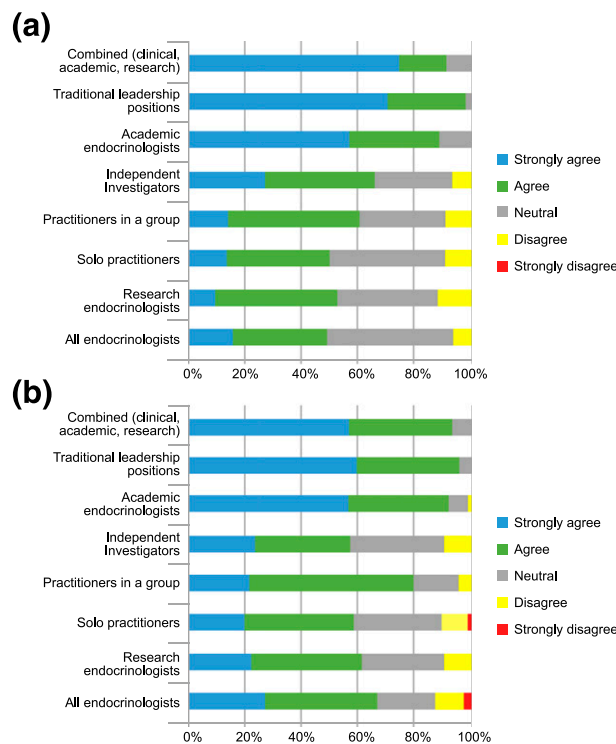 (a)
Combined (clinical,
academic, research)
Traditional leadership
positions
Academic
endocrinologists
Independent
Investigators
Practitioners in a group
Solo practitioners
Research
endocrinologists
All endocrinologists
0% 20% 40% 60% 80% 100%
Strongly agree
Agree
Neutral
Disagree
Strongly disagree
(b)
Combined (clinical,
academic, research)
Traditional leadership
positions
Academic
endocrinologists
Independent
Investigators
Practitioners in a group
Solo practitioners
Research
endocrinologists
All endocrinologists
0% 20% 40% 60% 80% 100%
Strongly agree
Agree
Neutral
Disagree
Strongly disagree